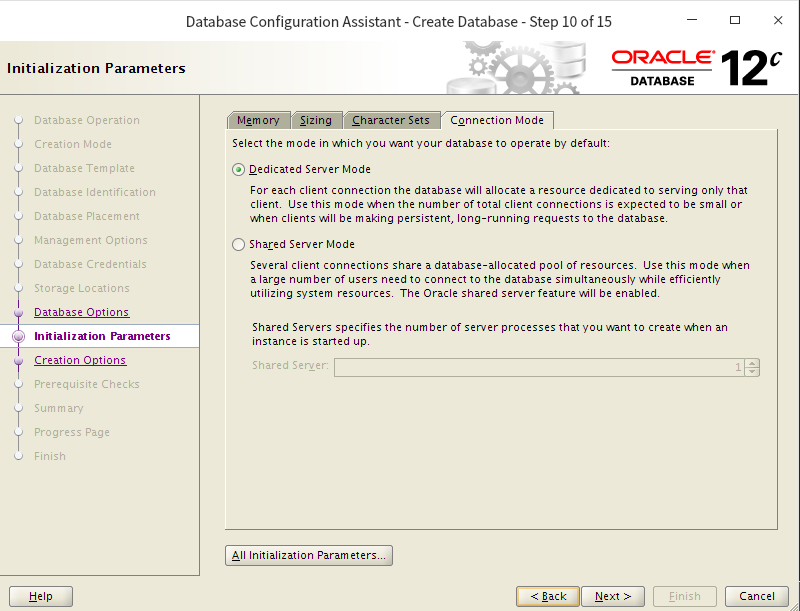 Database Configuration Assistant - Create Database - Step 10 of 15
Initialization Parameters
ORACLE®
DATABASE
12c
Database Operation
Creation Mode
Database Template
Database Identification
Database Placement
Management Options
Database Credentials
Storage Locations
Database Options
Initialization Parameters
Creation Options
Prerequisite Checks
Summary
Progress Page
Finish
Memory
Sizing
Character Sets
Connection Mode
Select the mode in which you want your database to operate by default:
Dedicated Server Mode
For each client connection the database will allocate a resource dedicated to serving only that
client. Use this mode when the number of total client connections is expected to be small or
when clients will be making persistent, long-running requests to the database.
Shared Server Mode
Several client connections share a database-allocated pool of resources. Use this mode when
a large number of users need to connect to the database simultaneously while efficiently
utilizing system resources. The Oracle shared server feature will be enabled.
Shared Servers specifies the number of server processes that you want to create when an
instance is started up.
Shared Server:
1
All Initialization Parameters...
Help
< Back
Next >
Finish
Cancel